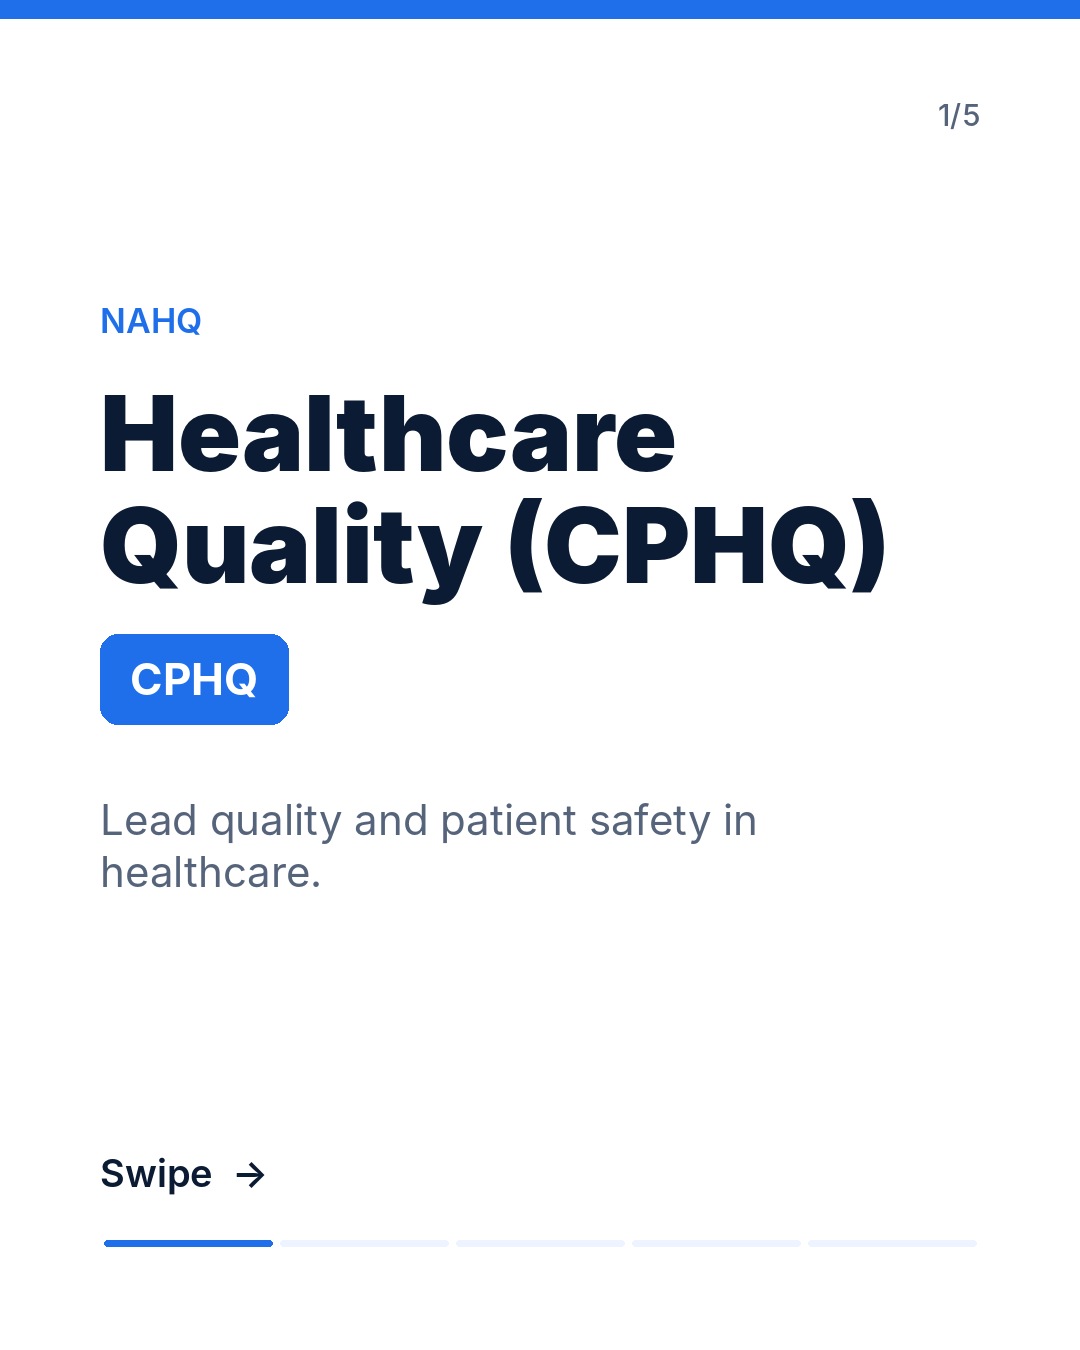 1/5
NAHQ
Healthcare
Quality (CPHQ)
CPHQ
Lead quality and patient safety in
healthcare.
Swipe →